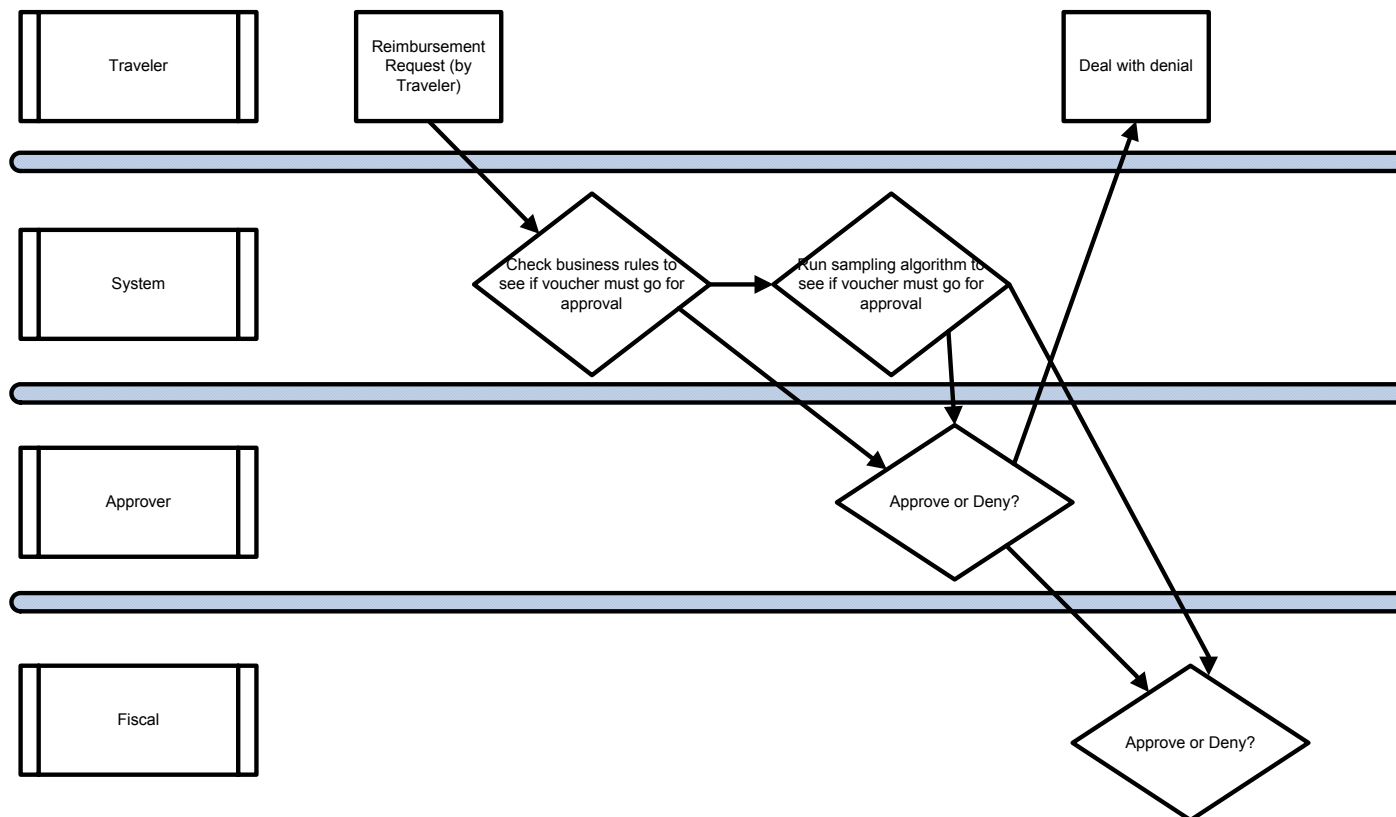 Traveler
Reimbursement
Request (by
Traveler)
Deal with denial
System
Check business rules to
see if voucher must go for
approval
Run sampling algorithm to
see if voucher must go for
approval
Approver
Approve or Deny?
Fiscal
Approve or Deny?